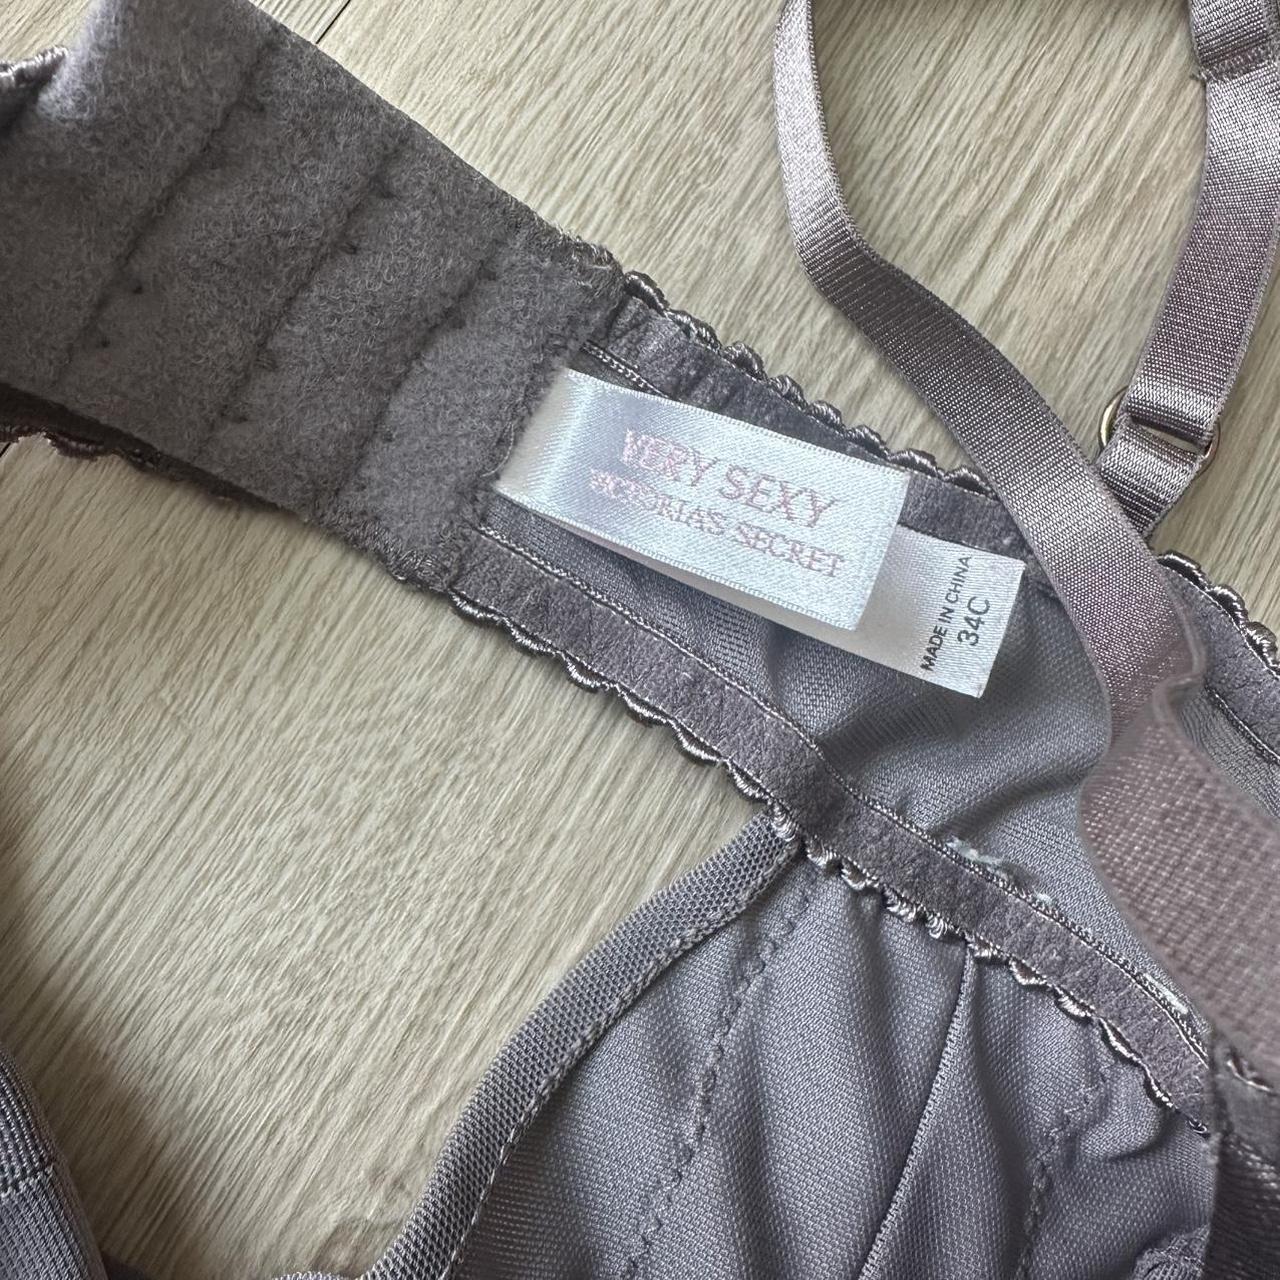 VERY SEXY
VICTORIA'S SECRET
MADE IN CHINA
34C